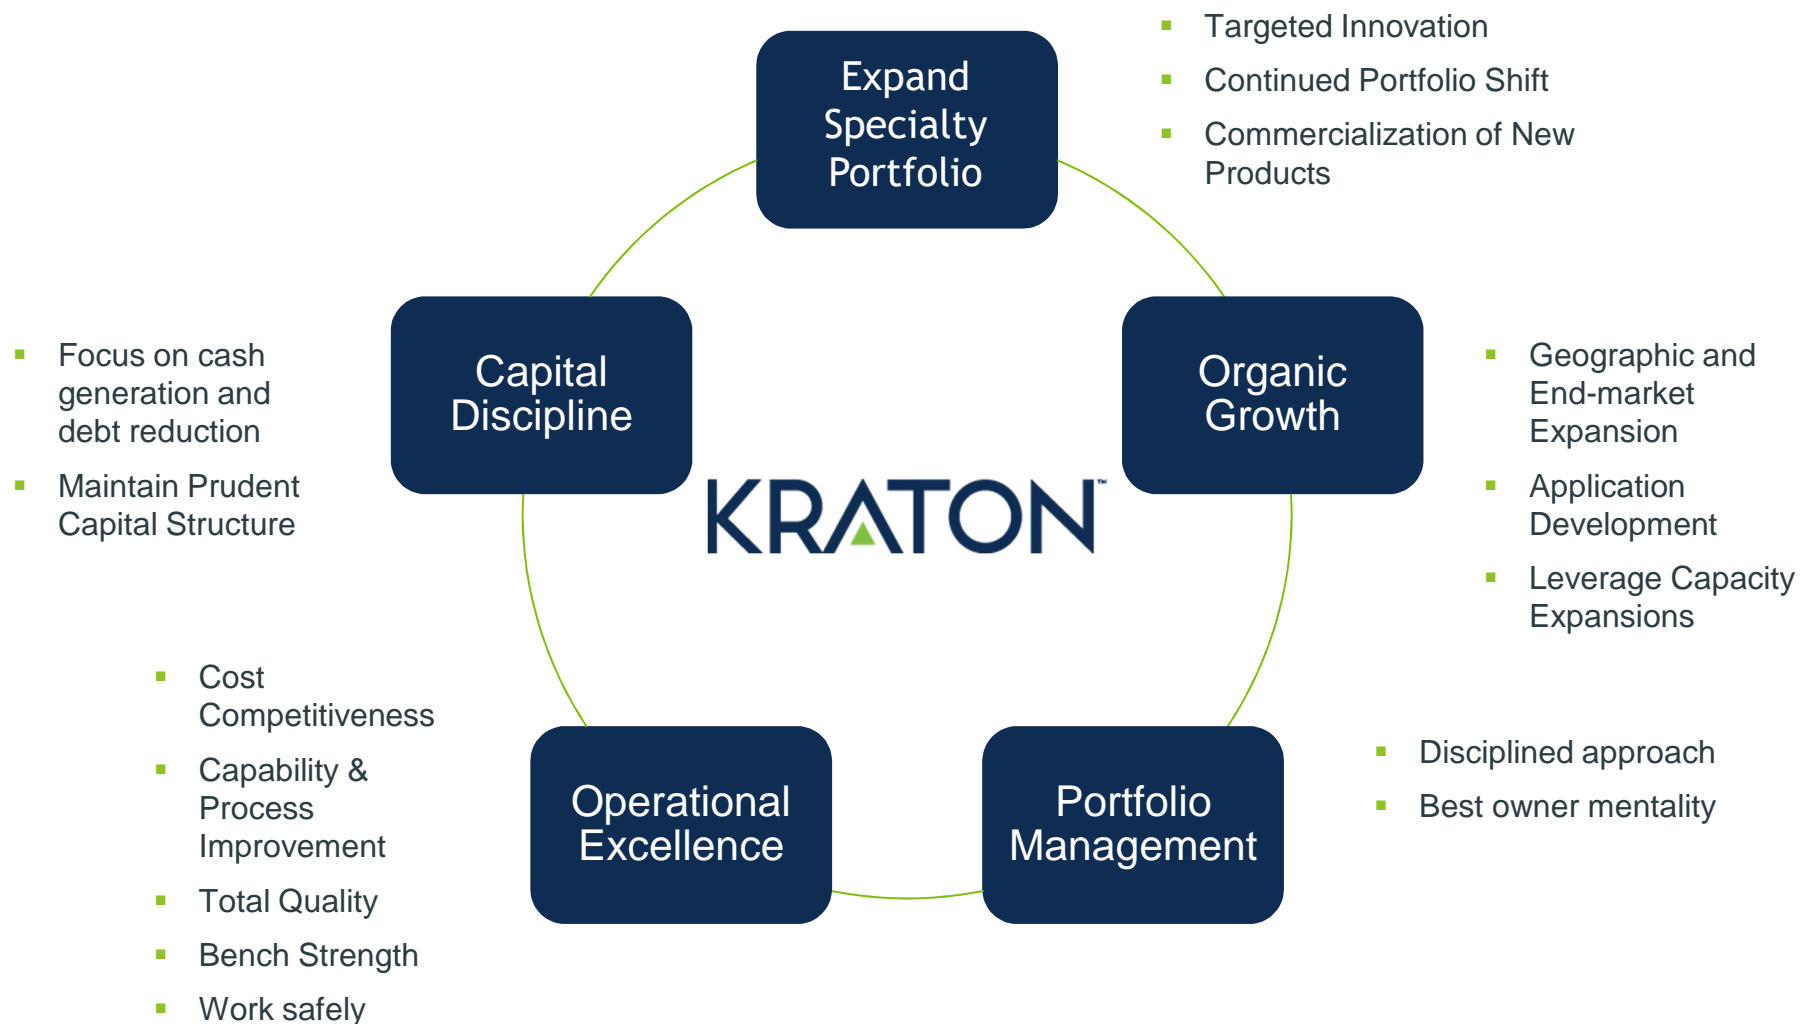 Expand
Specialty
Portfolio
Targeted Innovation
Continued Portfolio Shift
Commercialization of New
Products
Capital
Discipline
Focus on cash
generation and
debt reduction
Maintain Prudent
Capital Structure
Organic
Growth
Geographic and
End-market
Expansion
Application
Development
Leverage Capacity
Expansions
KRATON™
Operational
Excellence
Cost
Competitiveness
Capability &
Process
Improvement
Total Quality
Bench Strength
Work safely
Portfolio
Management
Disciplined approach
Best owner mentality